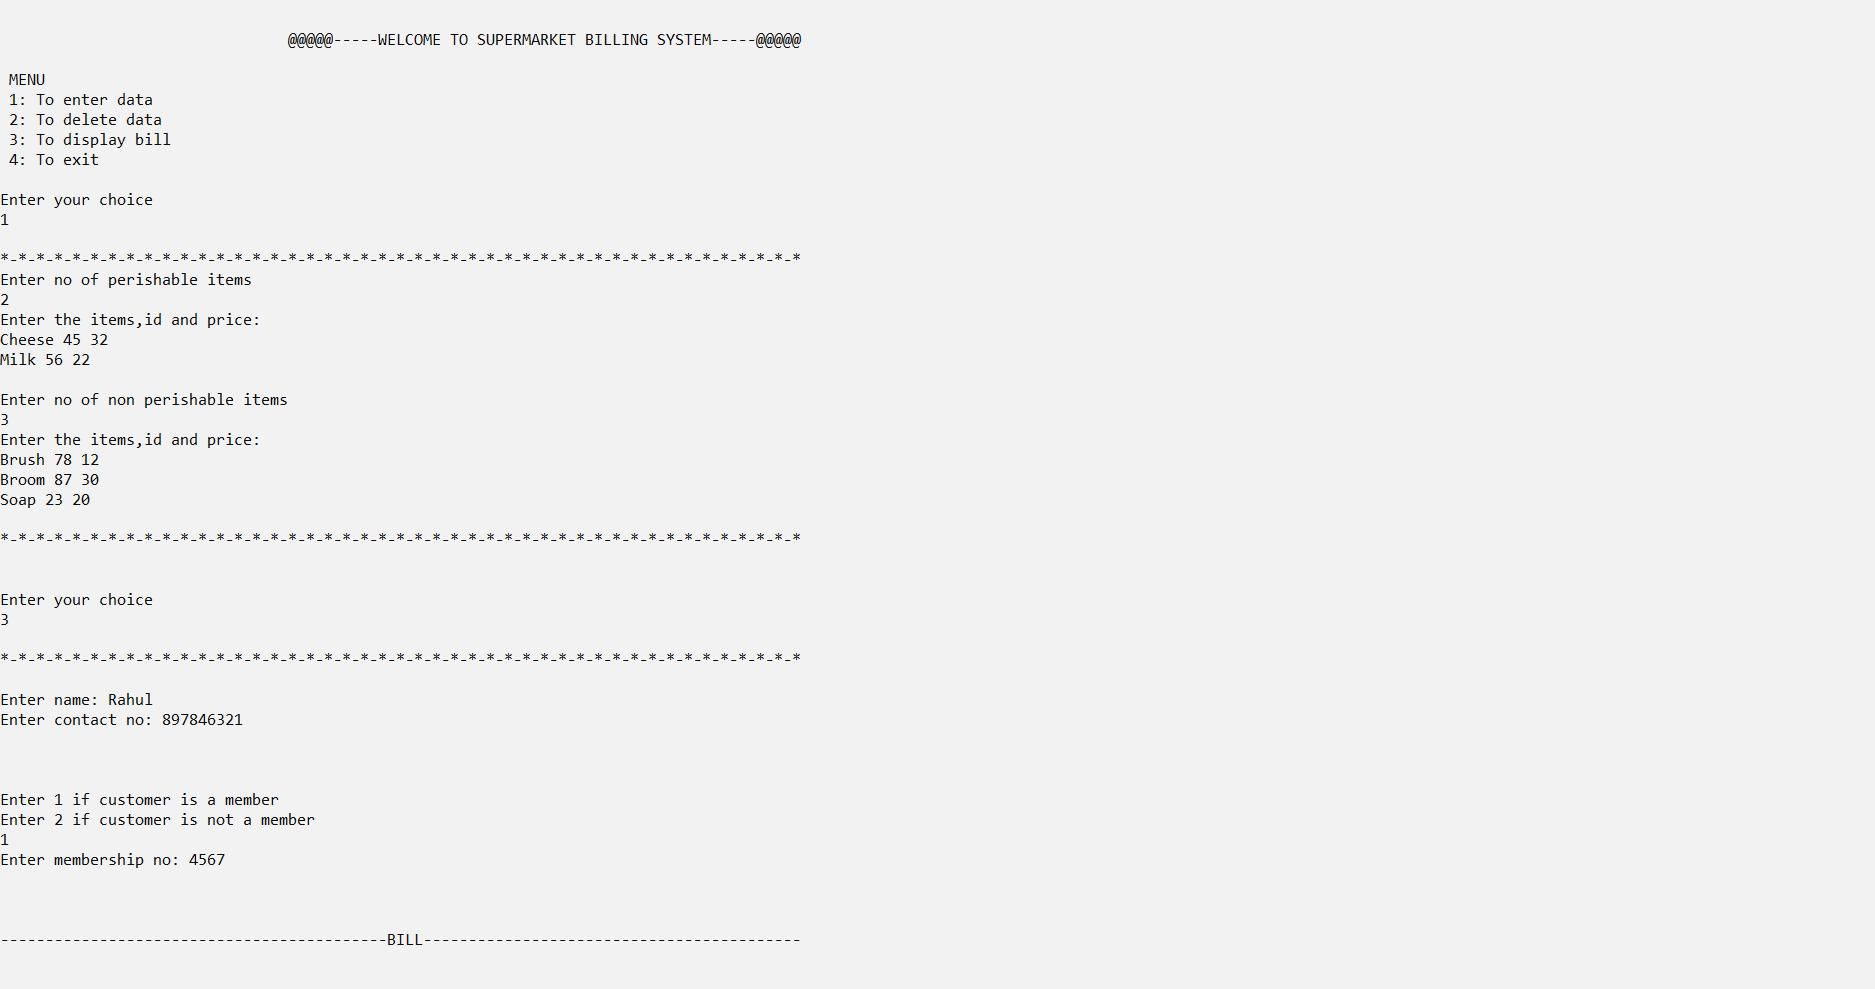 @@@@@-----WELCOME TO SUPERMARKET BILLING SYSTEM-----@@@@@
MENU
1: To enter data
2: To delete data
3: To display bill
4: To exit
Enter your choice
1
*-*-*-*-*-*-*-*-*-*-*-*-*-*-*-*-*-*-*-*-*-*-*-*-*-*-*-*-*-*-*-*-*-*-*-*-*-*-*-*-*-*-*-*-*
Enter no of perishable items
2
Enter the items,id and price:
Cheese 45 32
Milk 56 22
Enter no of non perishable items
3
Enter the items,id and price:
Brush 78 12
Broom 87 30
Soap 23 20
*-*-*-*-*-*-*-*-*-*-*-*-*-*-*-*-*-*-*-*-*-*-*-*-*-*-*-*-*-*-*-*-*-*-*-*-*-*-*-*-*-*-*-*-*
Enter your choice
3
*-*-*-*-*-*-*-*-*-*-*-*-*-*-*-*-*-*-*-*-*-*-*-*-*-*-*-*-*-*-*-*-*-*-*-*-*-*-*-*-*-*-*-*-*
Enter name: Rahul
Enter contact no: 897846321
Enter 1 if customer is a member
Enter 2 if customer is not a member
1
Enter membership no: 4567
-------------------------------------------BILL------------------------------------------